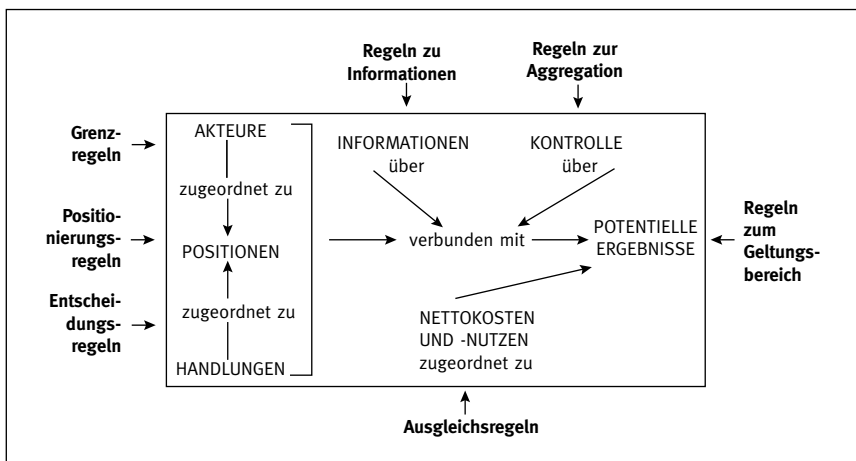 Regeln zu
Informationen
Regeln zur
Aggregation
Grenz-
regeln
AKTEURE
zugeordnet zu
INFORMATIONEN
über
KONTROLLE
über
Positio-
nierungs-
regeln
POSITIONEN
verbunden mit
POTENTIELLE
ERGEBNISSE
Regeln
zum
Geltungs-
bereich
Entschei-
dungs-
regeln
zugeordnet zu
HANDLUNGEN
NETTOKOSTEN
UND -NUTZEN
zugeordnet zu
Ausgleichsregeln